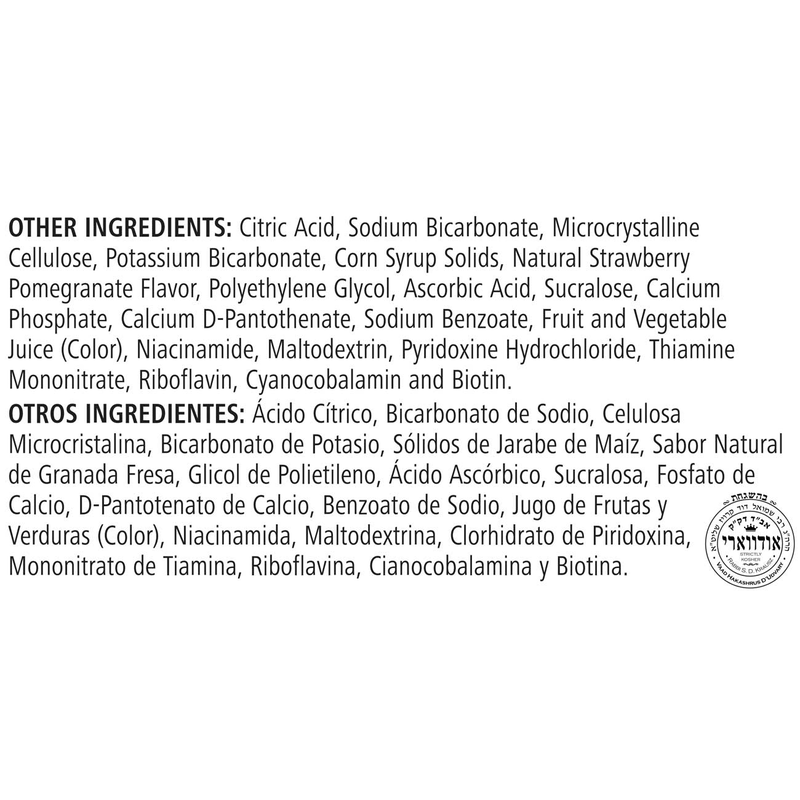 OTHER INGREDIENTS: Citric Acid, Sodium Bicarbonate, Microcrystalline
Cellulose, Potassium Bicarbonate, Corn Syrup Solids, Natural Strawberry
Pomegranate Flavor, Polyethylene Glycol, Ascorbic Acid, Sucralose, Calcium
Phosphate, Calcium D-Pantothenate, Sodium Benzoate, Fruit and Vegetable
Juice (Color), Niacinamide, Maltodextrin, Pyridoxine Hydrochloride, Thiamine
Mononitrate, Riboflavin, Cyanocobalamin and Biotin.
OTROS INGREDIENTES: Ácido Cítrico, Bicarbonato de Sodio, Celulosa
Microcristalina, Bicarbonato de Potasio, Sólidos de Jarabe de Maíz, Sabor Natural
de Granada Fresa, Glicol de Polietileno, Ácido Ascórbico, Sucralosa, Fosfato de
Calcio, D-Pantotenato de Calcio, Benzoato de Sodio, Jugo de Frutas y
Verduras (Color), Niacinamida, Maltodextrina, Clorhidrato de Piridoxina,
Mononitrato de Tiamina, Riboflavina, Cianocobalamina y Biotina.
בהשגחת
אב״ד דק״ק
אודווארי
STRICTLY
KOSHER
RABBI S. D. KRAUSZ
VAAD HAKASHRUS D'UDVARY